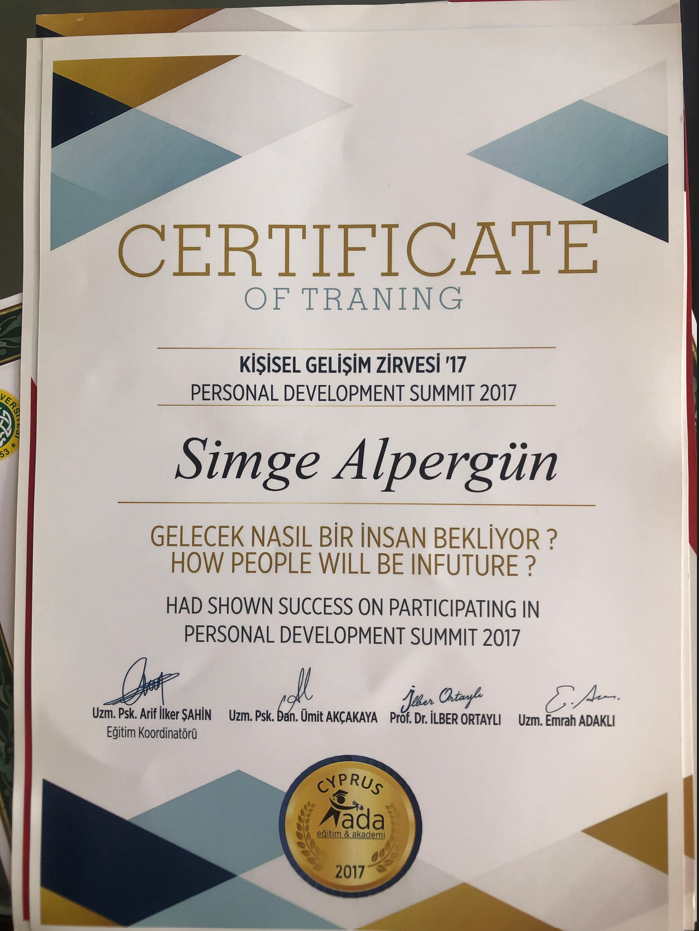 CERTIFICATE
OF TRANING
KİŞİSEL GELİŞİM ZİRVESİ '17
PERSONAL DEVELOPMENT SUMMIT 2017
Simge Alpergün
GELECEK NASIL BİR İNSAN BEKLİYOR ?
HOW PEOPLE WILL BE INFUTURE ?
HAD SHOWN SUCCESS ON PARTICIPATING IN
PERSONAL DEVELOPMENT SUMMIT 2017
İlber Ortaylı
Uzm. Psk. Arif İlker ŞAHİN
Eğitim Koordinatörü
Uzm. Psk. Dan. Ümit AKÇAKAYA
Prof. Dr. İLBER ORTAYLI
Uzm. Emrah ADAKLI
CYPRUS
ada
eğitim & akademi
2017